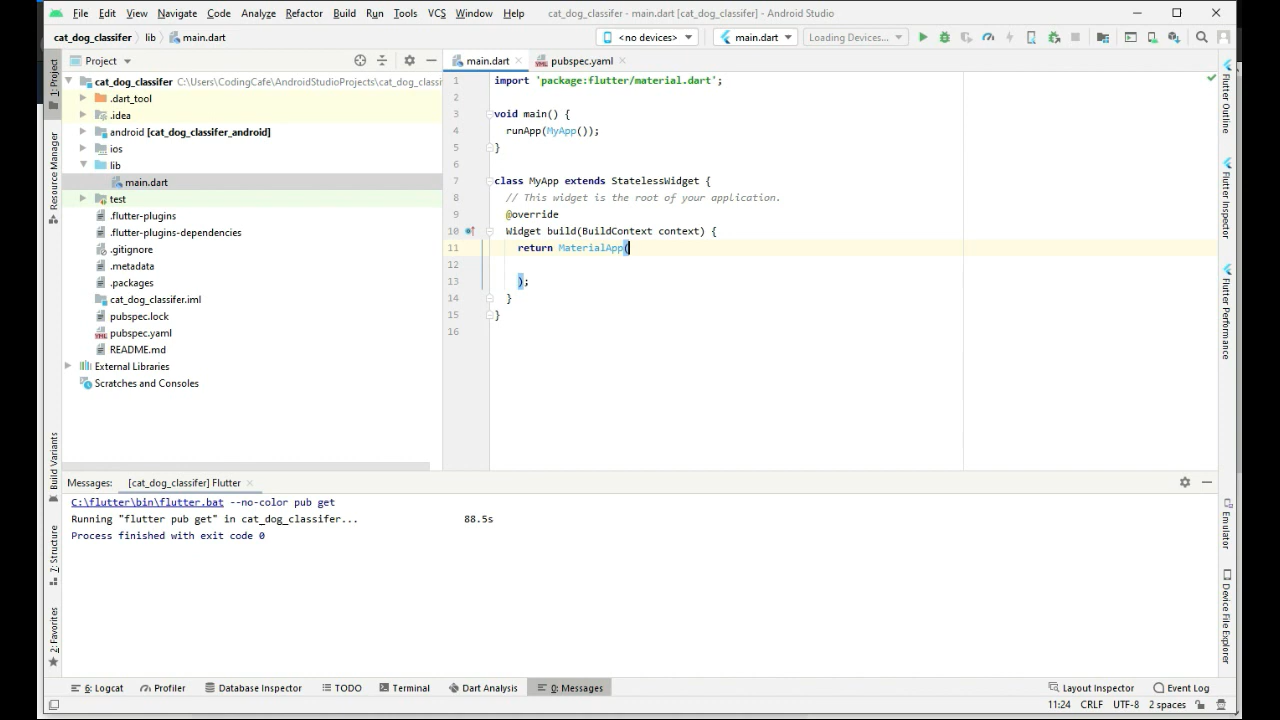 File Edit View Navigate Code Analyze Refactor Build Run Tools VCS Window Help cat_dog_classifer - main.dart [cat_dog_classifer] - Android Studio
cat_dog_classifer lib main.dart <no devices> main.dart Loading Devices...
Project main.dart pubspec.yaml
cat_dog_classifer C:\Users\CodingCafe\AndroidStudioProjects\cat_dog_classi
.dart_tool
.idea
android [cat_dog_classifer_android]
ios
lib
main.dart
test
.flutter-plugins
.flutter-plugins-dependencies
.gitignore
.metadata
.packages
cat_dog_classifer.iml
pubspec.lock
pubspec.yaml
README.md
External Libraries
Scratches and Consoles
1 import 'package:flutter/material.dart';
2
3 void main() {
4 runApp(MyApp());
5 }
6
7 class MyApp extends StatelessWidget {
8 // This widget is the root of your application.
9 @override
10 Widget build(BuildContext context) {
11 return MaterialApp(
12
13 );
14 }
15 }
16
1: Project
Resource Manager
Build Variants
7: Structure
2: Favorites
Flutter Outline
Flutter Inspector
Flutter Performance
Emulator
Device File Explorer
Messages: [cat_dog_classifer] Flutter
C:\flutter\bin\flutter.bat --no-color pub get
Running "flutter pub get" in cat_dog_classifer... 88.5s
Process finished with exit code 0
6: Logcat Profiler Database Inspector TODO Terminal Dart Analysis 0: Messages Layout Inspector Event Log
11:24 CRLF UTF-8 2 spaces